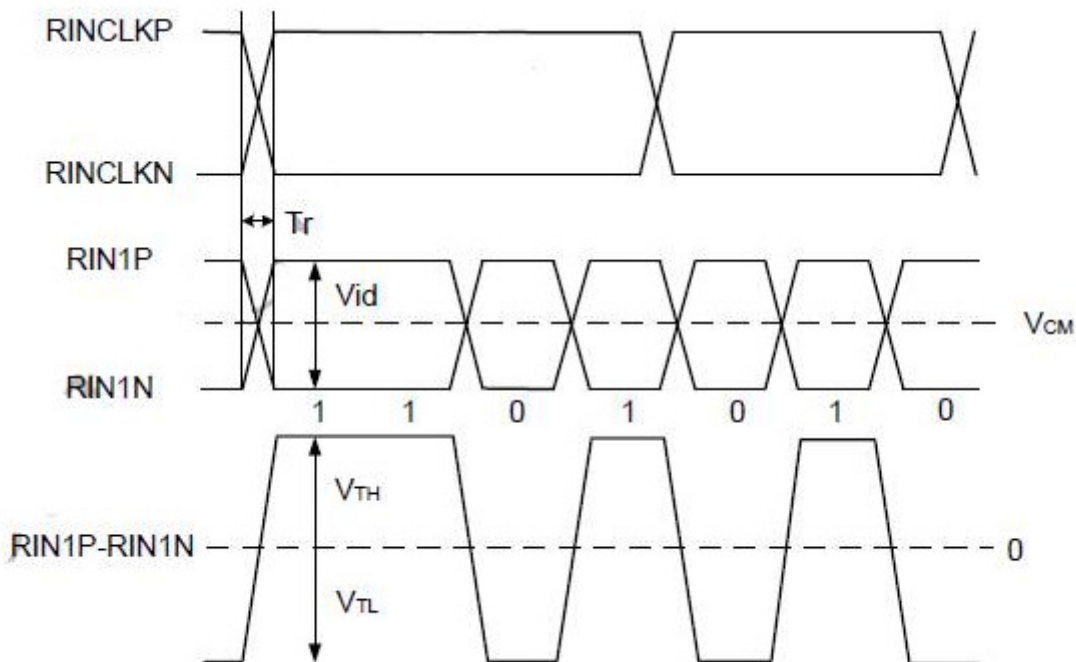 RINCLKP
RINCLKN
Tr
RIN1P
Vid
VCM
RIN1N
1 1 0 1 0 1 0
VTH
RIN1P-RIN1N
0
VTL